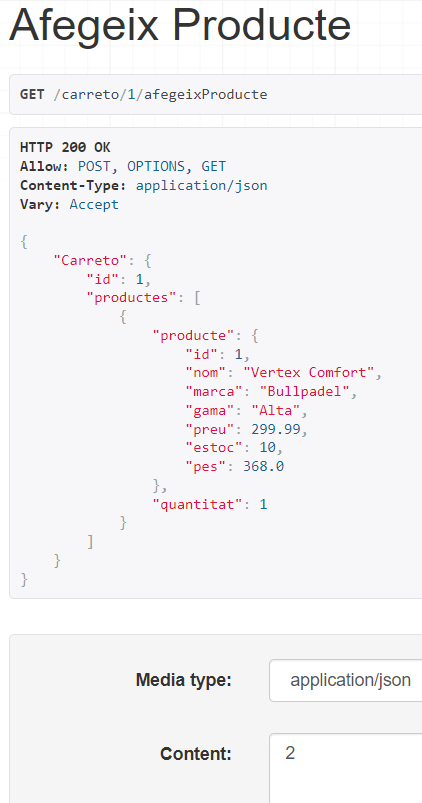 Afegeix Producte
GET /carreto/1/afegeixProducte
HTTP 200 OK
Allow: POST, OPTIONS, GET
Content-Type: application/json
Vary: Accept
{
    "Carreto": {
        "id": 1,
        "productes": [
            {
                "producte": {
                    "id": 1,
                    "nom": "Vertex Comfort",
                    "marca": "Bullpadel",
                    "gama": "Alta",
                    "preu": 299.99,
                    "estoc": 10,
                    "pes": 368.0
                },
                "quantitat": 1
            }
        ]
    }
}
Media type: application/json
Content: 2